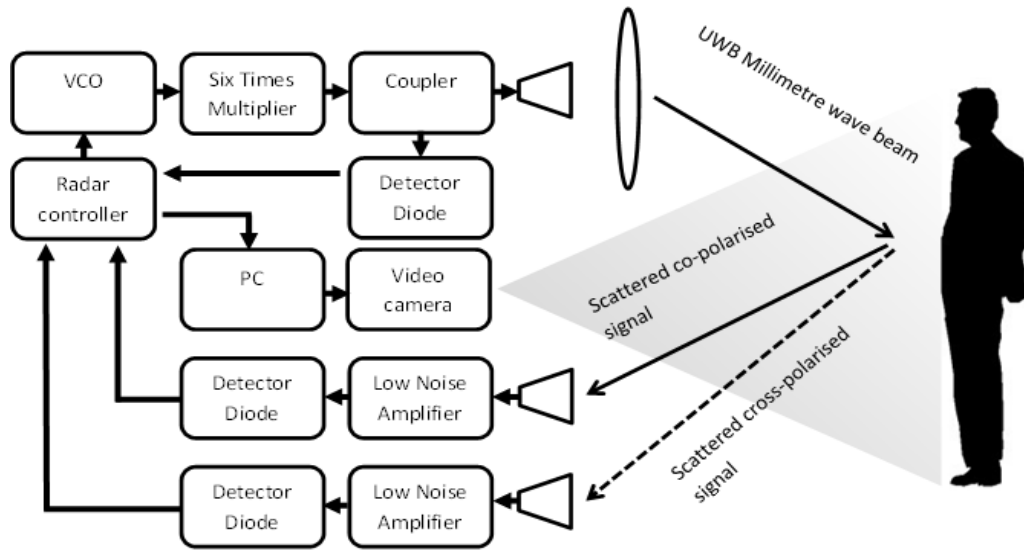 VCO
Six Times
Multiplier
Coupler
UWB Millimetre wave beam
Radar
controller
Detector
Diode
PC
Video
camera
Scattered co-polarised
signal
Detector
Diode
Low Noise
Amplifier
Scattered cross-polarised
signal
Detector
Diode
Low Noise
Amplifier